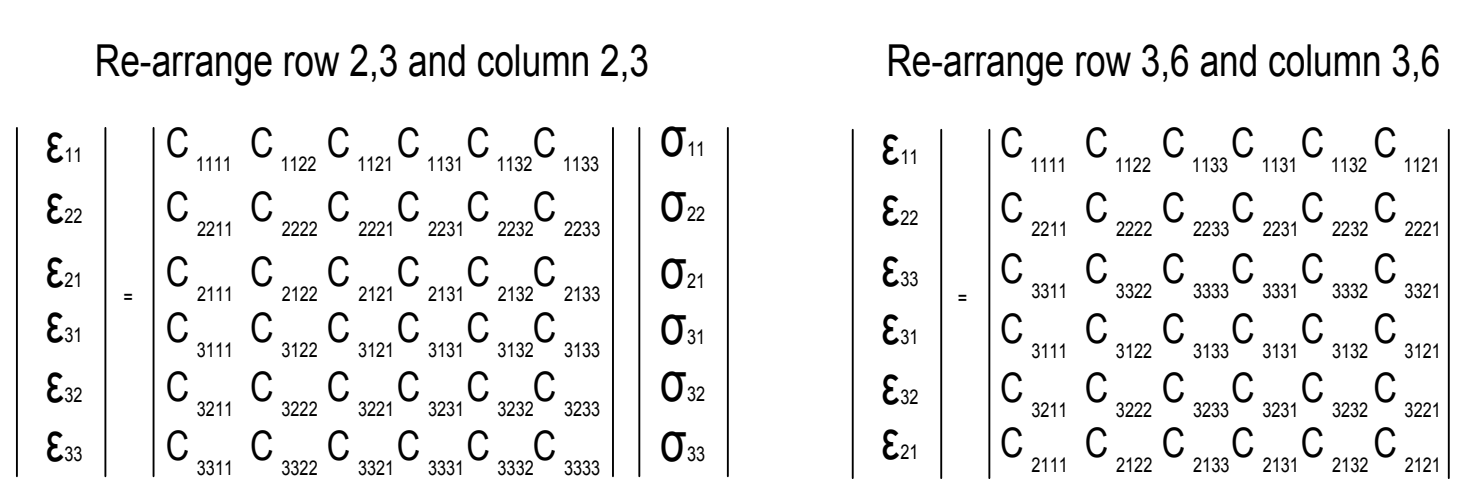 Re-arrange row 2,3 and column 2,3
ε11 = C1111 C1122 C1121 C1131 C1132 C1133 σ11
ε22 C2211 C2222 C2221 C2231 C2232 C2233 σ22
ε21 C2111 C2122 C2121 C2131 C2132 C2133 σ21
ε31 C3111 C3122 C3121 C3131 C3132 C3133 σ31
ε32 C3211 C3222 C3221 C3231 C3232 C3233 σ32
ε33 C3311 C3322 C3321 C3331 C3332 C3333 σ33
Re-arrange row 3,6 and column 3,6
ε11 = C1111 C1122 C1133 C1131 C1132 C1121
ε22 C2211 C2222 C2233 C2231 C2232 C2221
ε33 C3311 C3322 C3333 C3331 C3332 C3321
ε31 C3111 C3122 C3133 C3131 C3132 C3121
ε32 C3211 C3222 C3233 C3231 C3232 C3221
ε21 C2111 C2122 C2133 C2131 C2132 C2121